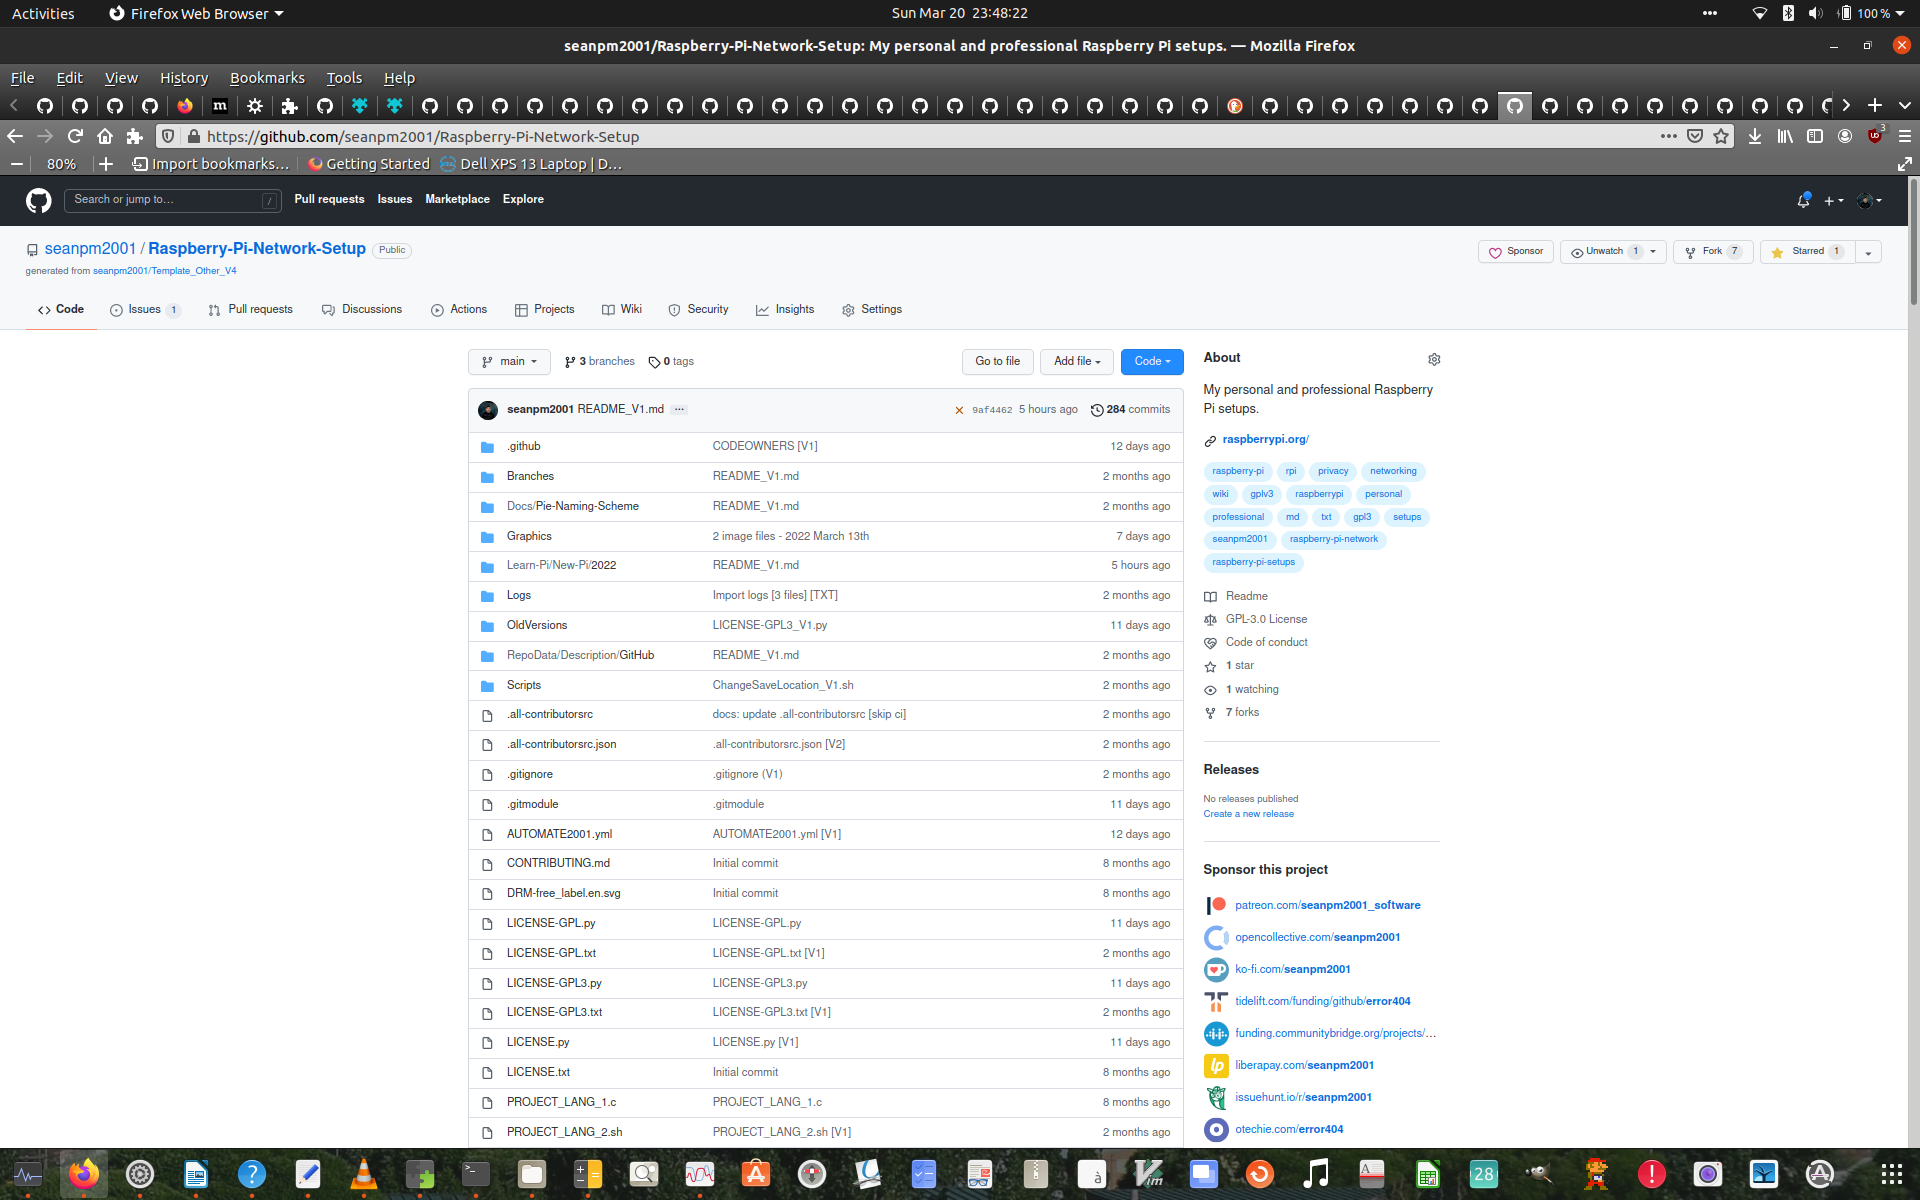 Activities Firefox Web Browser Sun Mar 20 23:48:22 100 %
seanpm2001/Raspberry-Pi-Network-Setup: My personal and professional Raspberry Pi setups. — Mozilla Firefox
File Edit View History Bookmarks Tools Help
https://github.com/seanpm2001/Raspberry-Pi-Network-Setup 3
80% Import bookmarks… Getting Started Dell XPS 13 Laptop | D…
Search or jump to… / Pull requests Issues Marketplace Explore
seanpm2001 / Raspberry-Pi-Network-Setup Public Sponsor Unwatch 1 Fork 7 Starred 1
generated from seanpm2001/Template_Other_V4
Code Issues 1 Pull requests Discussions Actions Projects Wiki Security Insights Settings
main 3 branches 0 tags Go to file Add file Code
seanpm2001 README_V1.md ... 9af4462 5 hours ago 284 commits
.github CODEOWNERS [V1] 12 days ago
Branches README_V1.md 2 months ago
Docs/Pie-Naming-Scheme README_V1.md 2 months ago
Graphics 2 image files - 2022 March 13th 7 days ago
Learn-Pi/New-Pi/2022 README_V1.md 5 hours ago
Logs Import logs [3 files] [TXT] 2 months ago
OldVersions LICENSE-GPL3_V1.py 11 days ago
RepoData/Description/GitHub README_V1.md 2 months ago
Scripts ChangeSaveLocation_V1.sh 2 months ago
.all-contributorsrc docs: update .all-contributorsrc [skip ci] 2 months ago
.all-contributorsrc.json .all-contributorsrc.json [V2] 2 months ago
.gitignore .gitignore (V1) 2 months ago
.gitmodule .gitmodule 11 days ago
AUTOMATE2001.yml AUTOMATE2001.yml [V1] 12 days ago
CONTRIBUTING.md Initial commit 8 months ago
DRM-free_label.en.svg Initial commit 8 months ago
LICENSE-GPL.py LICENSE-GPL.py 11 days ago
LICENSE-GPL.txt LICENSE-GPL.txt [V1] 2 months ago
LICENSE-GPL3.py LICENSE-GPL3.py 11 days ago
LICENSE-GPL3.txt LICENSE-GPL3.txt [V1] 2 months ago
LICENSE.py LICENSE.py [V1] 11 days ago
LICENSE.txt Initial commit 8 months ago
PROJECT_LANG_1.c PROJECT_LANG_1.c 8 months ago
PROJECT_LANG_2.sh PROJECT_LANG_2.sh [V1] 2 months ago
About
My personal and professional Raspberry
Pi setups.
raspberrypi.org/
raspberry-pi rpi privacy networking
wiki gplv3 raspberrypi personal
professional md txt gpl3 setups
seanpm2001 raspberry-pi-network
raspberry-pi-setups
Readme
GPL-3.0 License
Code of conduct
1 star
1 watching
7 forks
Releases
No releases published
Create a new release
Sponsor this project
patreon.com/seanpm2001_software
opencollective.com/seanpm2001
ko-fi.com/seanpm2001
tidelift.com/funding/github/error404
funding.communitybridge.org/projects/…
liberapay.com/seanpm2001
issuehunt.io/r/seanpm2001
otechie.com/error404
28